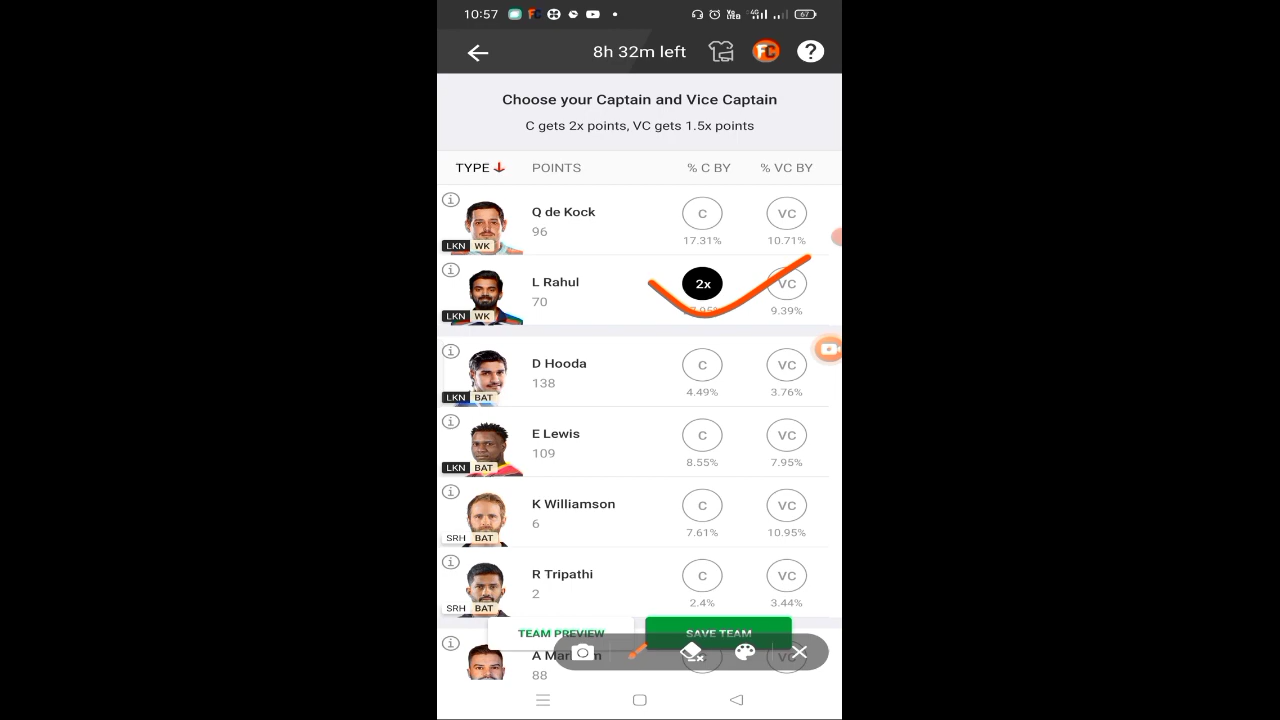 10:57
67
8h 32m left
FC
?
Choose your Captain and Vice Captain
C gets 2x points, VC gets 1.5x points
TYPE POINTS % C BY % VC BY
Q de Kock
96
C VC
17.31% 10.71%
LKN WK
L Rahul
70
2x VC
9.39%
LKN WK
D Hooda
138
C VC
4.49% 3.76%
LKN BAT
E Lewis
109
C VC
8.55% 7.95%
LKN BAT
K Williamson
6
C VC
7.61% 10.95%
SRH BAT
R Tripathi
2
C VC
2.4% 3.44%
SRH BAT
TEAM PREVIEW SAVE TEAM
A
88
C VC